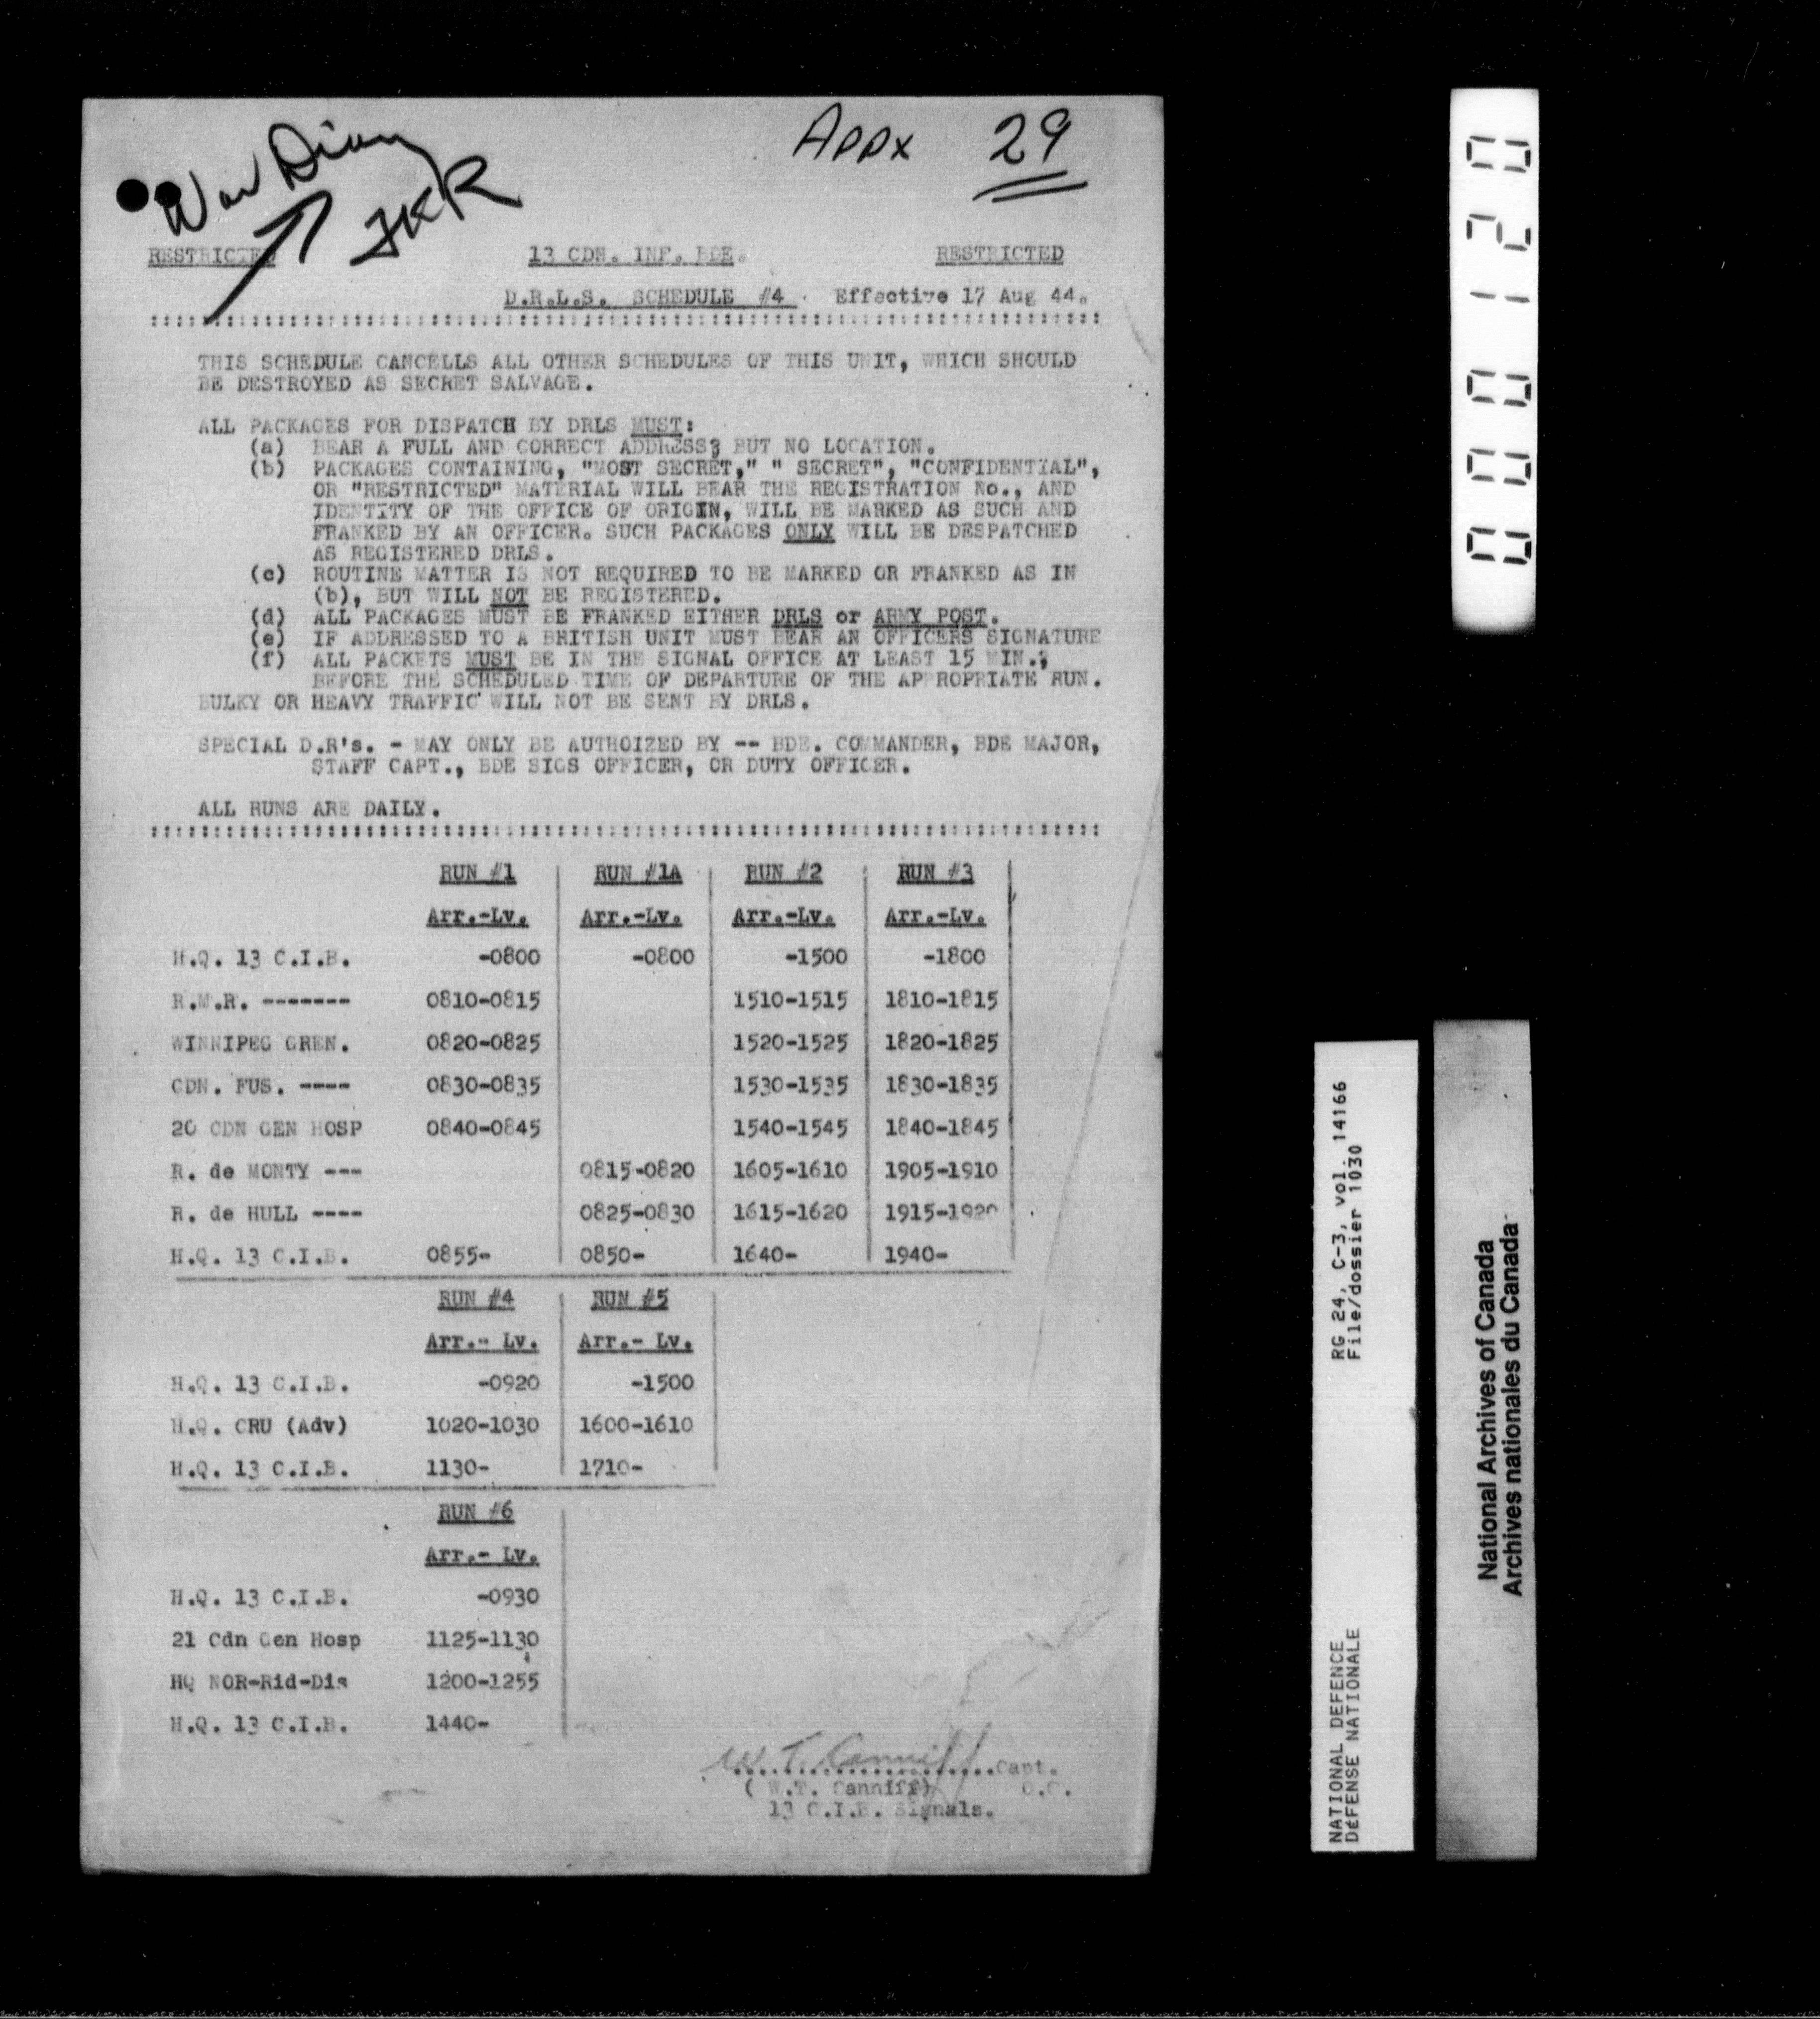 War Diary
JKR
Appx 29
RESTRICTED 13 CDN. INF. BDE. RESTRICTED
D.R.L.S. SCHEDULE #4. Effective 17 Aug 44.
THIS SCHEDULE CANCELLS ALL OTHER SCHEDULES OF THIS UNIT, WHICH SHOULD
BE DESTROYED AS SECRET SALVAGE.
ALL PACKAGES FOR DISPATCH BY DRLS MUST:
(a) BEAR A FULL AND CORRECT ADDRESS; BUT NO LOCATION.
(b) PACKAGES CONTAINING, "MOST SECRET," " SECRET", "CONFIDENTIAL",
OR "RESTRICTED" MATERIAL WILL BEAR THE REGISTRATION No., AND
IDENTITY OF THE OFFICE OF ORIGIN, WILL BE MARKED AS SUCH AND
FRANKED BY AN OFFICER. SUCH PACKAGES ONLY WILL BE DESPATCHED
AS REGISTERED DRLS.
(c) ROUTINE MATTER IS NOT REQUIRED TO BE MARKED OR FRANKED AS IN
(b), BUT WILL NOT BE REGISTERED.
(d) ALL PACKAGES MUST BE FRANKED EITHER DRLS or ARMY POST.
(e) IF ADDRESSED TO A BRITISH UNIT MUST BEAR AN OFFICERS SIGNATURE
(f) ALL PACKETS MUST BE IN THE SIGNAL OFFICE AT LEAST 15 MIN.,
BEFORE THE SCHEDULED TIME OF DEPARTURE OF THE APPROPRIATE RUN.
BULKY OR HEAVY TRAFFIC WILL NOT BE SENT BY DRLS.
SPECIAL D.R's. - MAY ONLY BE AUTHOIZED BY -- BDE. COMMANDER, BDE MAJOR,
STAFF CAPT., BDE SIGS OFFICER, OR DUTY OFFICER.
ALL RUNS ARE DAILY.
RUN #1 RUN #1A RUN #2 RUN #3
Arr.-Lv. Arr.-Lv. Arr.-Lv. Arr.-Lv.
H.Q. 13 C.I.B. -0800 -0800 -1500 -1800
R.M.R. ------- 0810-0815 1510-1515 1810-1815
WINNIPEG GREN. 0820-0825 1520-1525 1820-1825
CDN. FUS. ---- 0830-0835 1530-1535 1830-1835
20 CDN GEN HOSP 0840-0845 1540-1545 1840-1845
R. de MONTY --- 0815-0820 1605-1610 1905-1910
R. de HULL ---- 0825-0830 1615-1620 1915-1920
H.Q. 13 C.I.B. 0855- 0850- 1640- 1940-
RUN #4 RUN #5
Arr.- Lv. Arr.- Lv.
H.Q. 13 C.I.B. -0920 -1500
H.Q. CRU (Adv) 1020-1030 1600-1610
H.Q. 13 C.I.B. 1130- 1710-
RUN #6
Arr.- Lv.
H.Q. 13 C.I.B. -0930
21 Cdn Gen Hosp 1125-1130
HQ NOR-Rid-Dis 1200-1255
H.Q. 13 C.I.B. 1440-
W. T. Canniff Capt.
( W.T. Canniff) O.C.
13 C.I.B. Signals.
000120
NATIONAL DEFENCE RG 24, C-3, vol. 14166
DÉFENSE NATIONALE File/dossier 1030
National Archives of Canada
Archives nationales du Canada